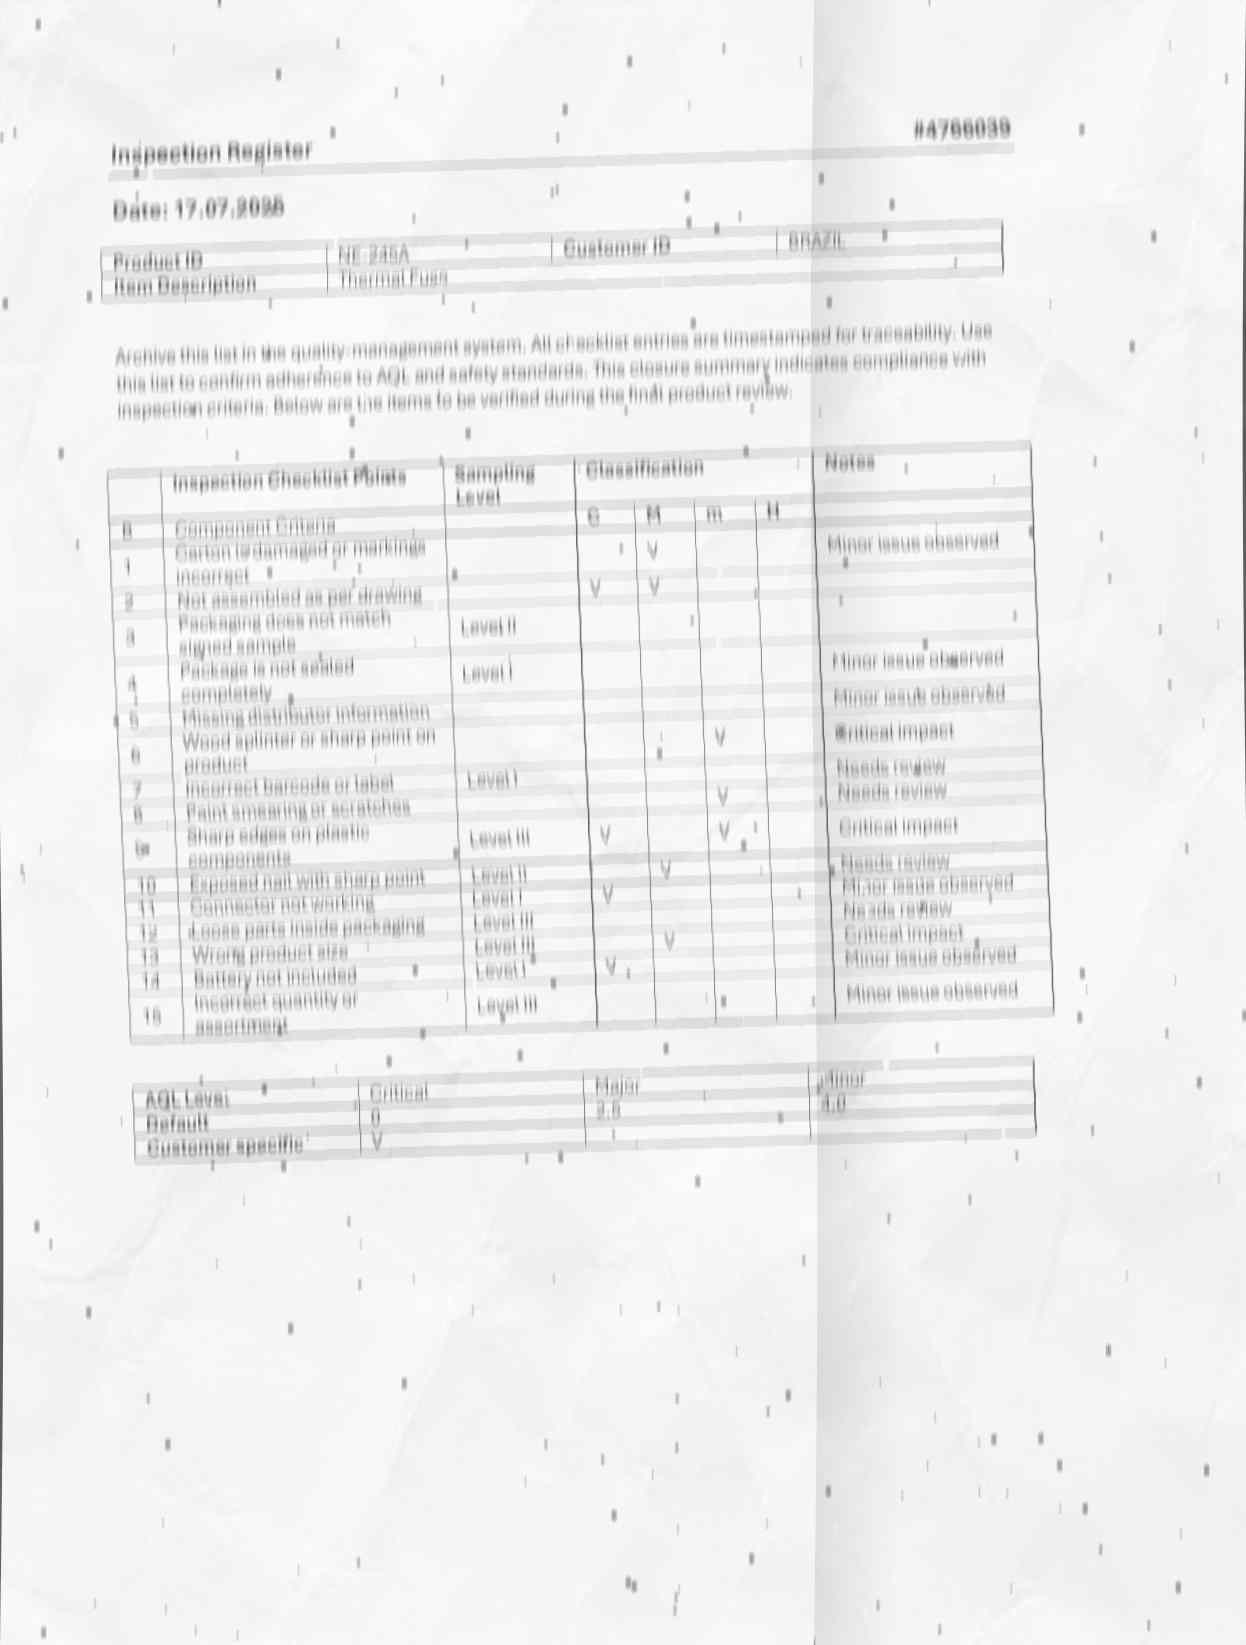 Inspection Register
#4766039
Date: 17.07.2025
Product ID NE-245A Customer ID BRAZIL
Item Description Thermal Fuse
Archive this list in the quality-management system. All checklist entries are timestamped for traceability. Use
this list to confirm adherence to AQL and safety standards. This closure summary indicates compliance with
inspection criteria. Below are the items to be verified during the final product review.
Inspection Checklist Points Sampling Classification Notes
Level
C M m H
Component Criteria
1 Carton is damaged or markings V Minor issue observed
incorrect
2 Not assembled as per drawing V V
3 Packaging does not match Level II
signed sample
4 Package is not sealed Level I Minor issue observed
completely
5 Missing distributor information Minor issue observed
6 Wood splinter or sharp point on V Critical impact
product
7 Incorrect barcode or label Level I Needs review
8 Paint smearing or scratches V Needs review
9 Sharp edges on plastic Level III V V Critical impact
components
10 Exposed nail with sharp point Level II V Needs review
11 Connector not working Level I V Minor issue observed
12 Loose parts inside packaging Level III Needs review
13 Wrong product size Level III V Critical impact
14 Battery not included Level I V Minor issue observed
15 Incorrect quantity or Level III Minor issue observed
assortment
AQL Level Critical Major Minor
Default 0 2.5 4.0
Customer specific V